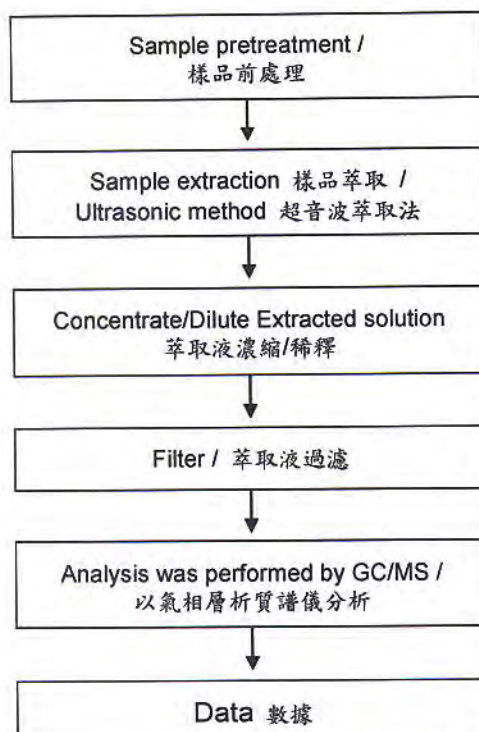 Sample pretreatment /
樣品前處理
Sample extraction 樣品萃取 /
Ultrasonic method 超音波萃取法
Concentrate/Dilute Extracted solution
萃取液濃縮/稀釋
Filter / 萃取液過濾
Analysis was performed by GC/MS /
以氣相層析質譜儀分析
Data 數據